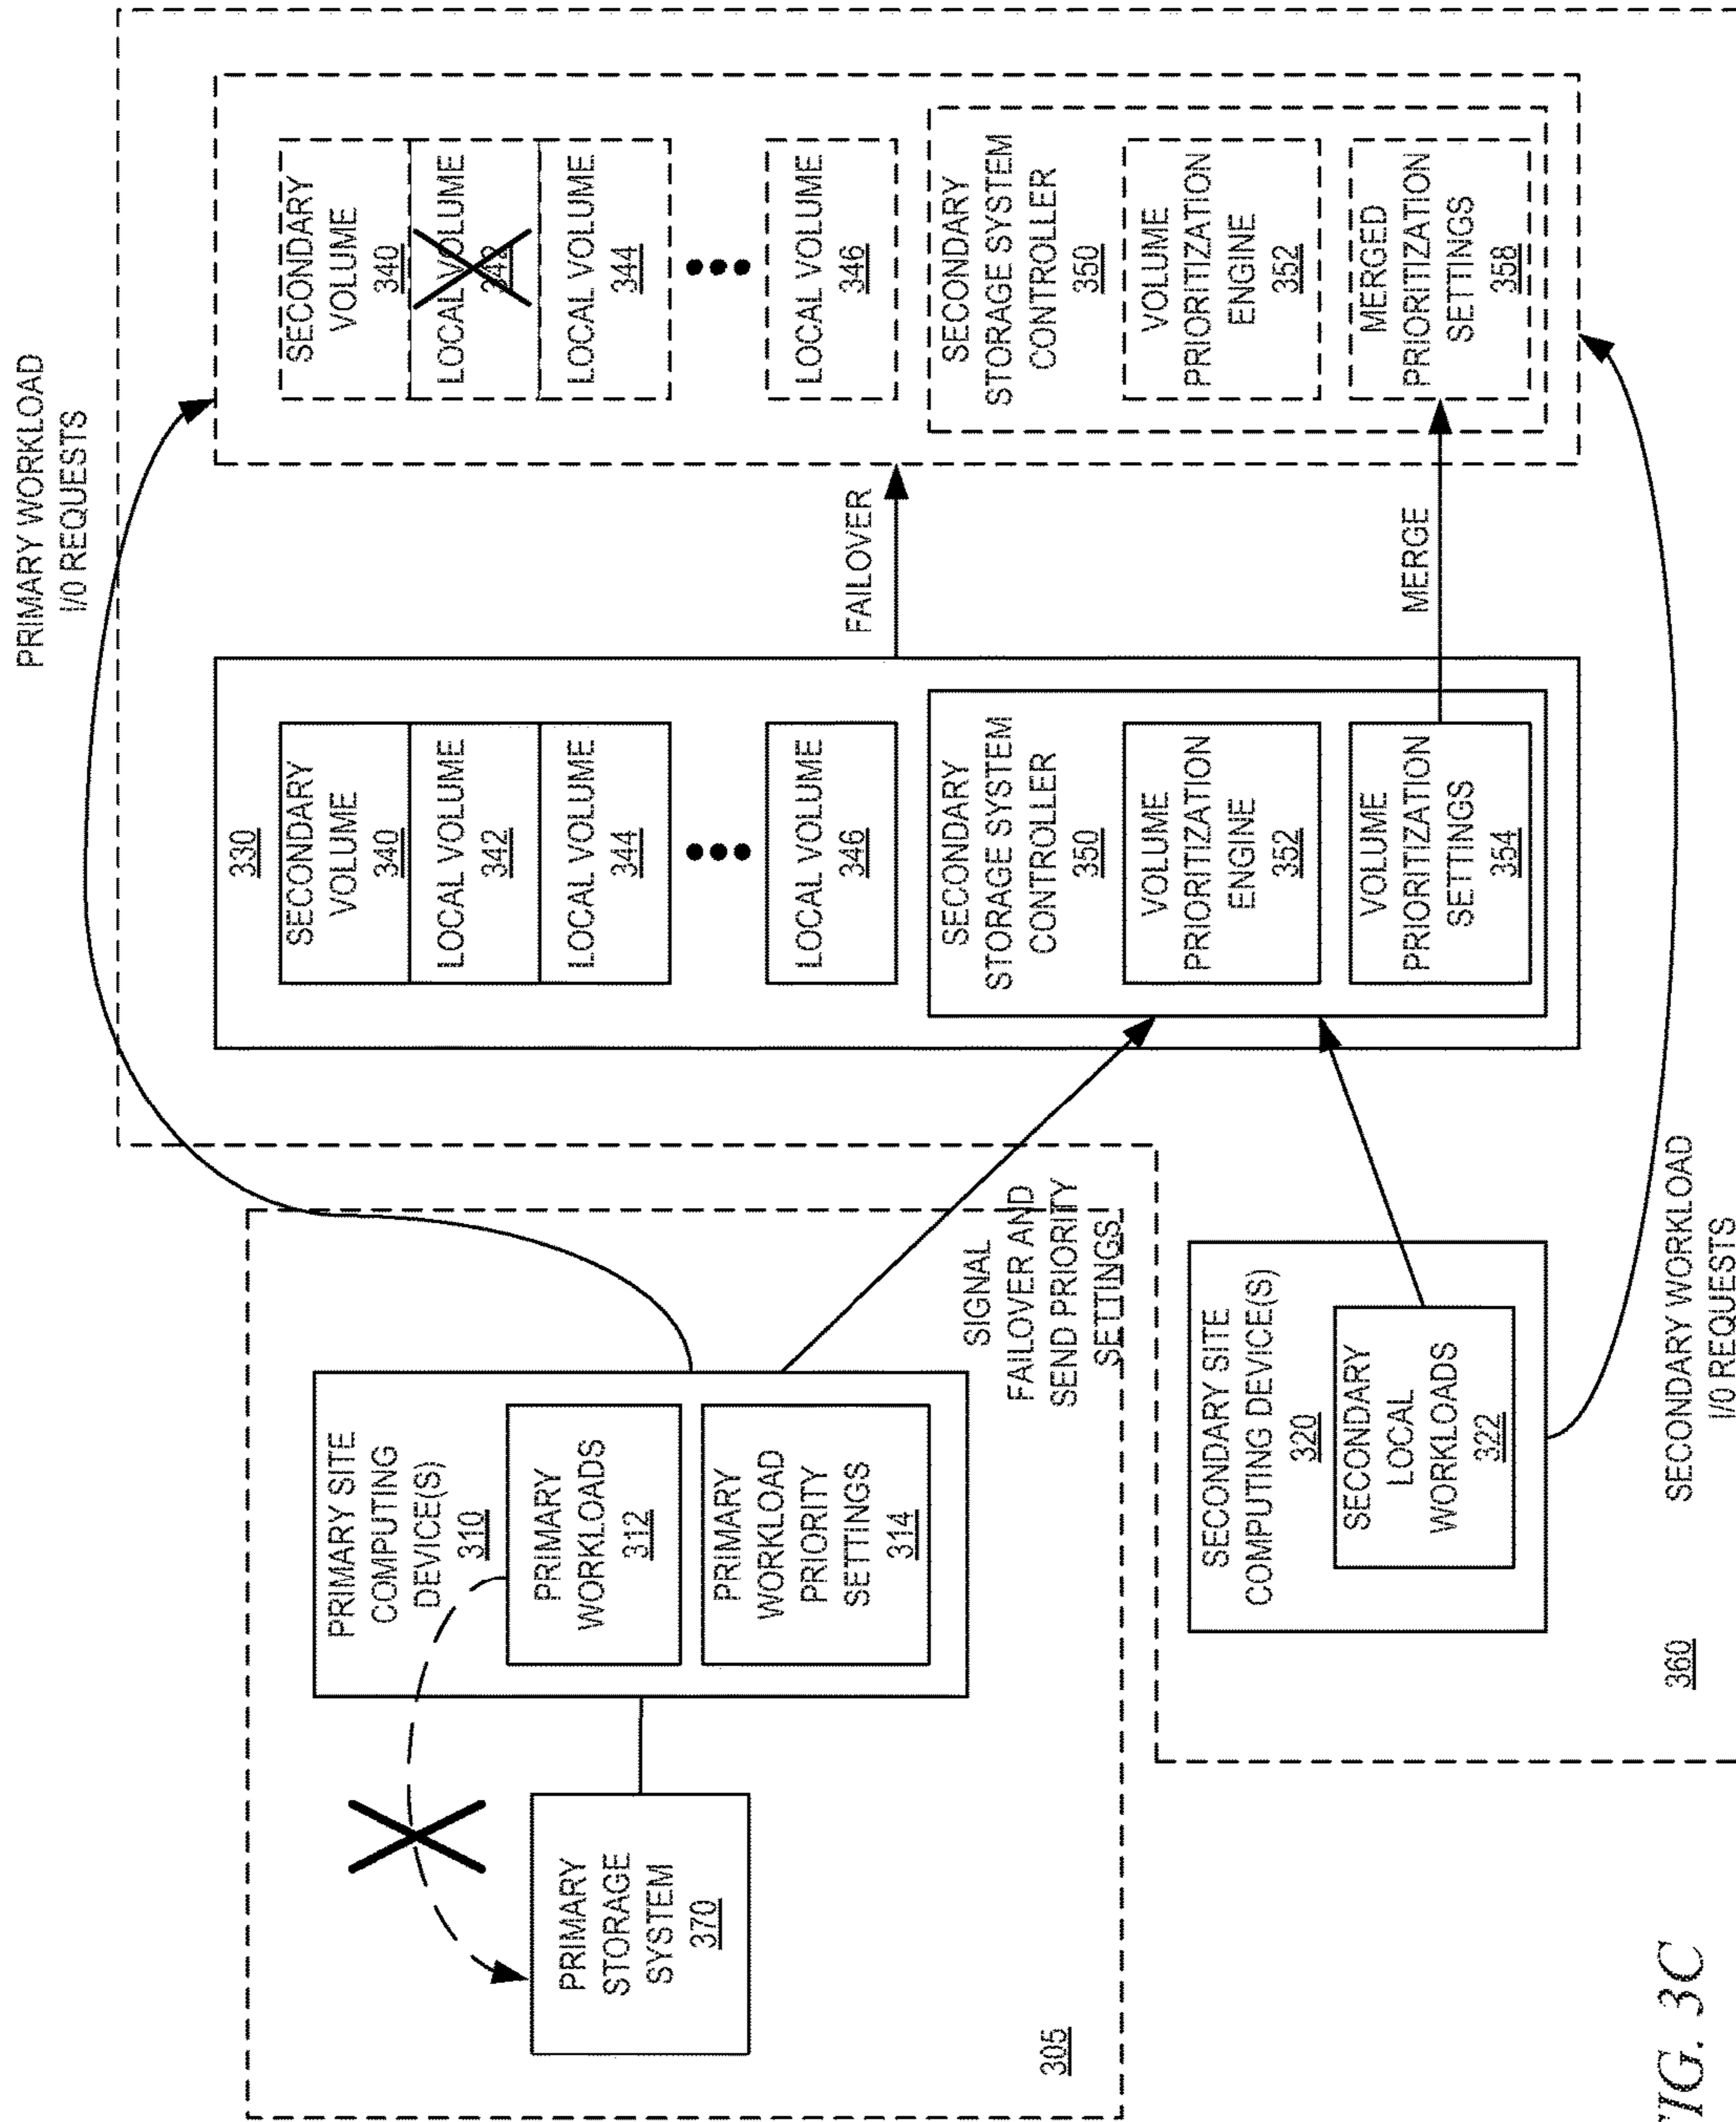 PRIMARY WORKLOAD
I/O REQUESTS
PRIMARY
STORAGE
SYSTEM
370
305
PRIMARY SITE
COMPUTING
DEVICE(S)
310
PRIMARY
WORKLOADS
312
PRIMARY
WORKLOAD
PRIORITY
SETTINGS
314
SIGNAL
FAILOVER AND
SEND PRIORITY
SETTINGS
330
SECONDARY
VOLUME
340
LOCAL VOLUME
342
LOCAL VOLUME
344
LOCAL VOLUME
346
SECONDARY
STORAGE SYSTEM
CONTROLLER
350
VOLUME
PRIORITIZATION
ENGINE
352
VOLUME
PRIORITIZATION
SETTINGS
354
FAILOVER
MERGE
SECONDARY
VOLUME
340
LOCAL VOLUME
LOCAL VOLUME
344
LOCAL VOLUME
346
SECONDARY
STORAGE SYSTEM
CONTROLLER
350
VOLUME
PRIORITIZATION
ENGINE
352
MERGED
PRIORITIZATION
SETTINGS
358
SECONDARY SITE
COMPUTING DEVICE(S)
320
SECONDARY
LOCAL
WORKLOADS
322
SECONDARY WORKLOAD
I/O REQUESTS
360
FIG. 3C